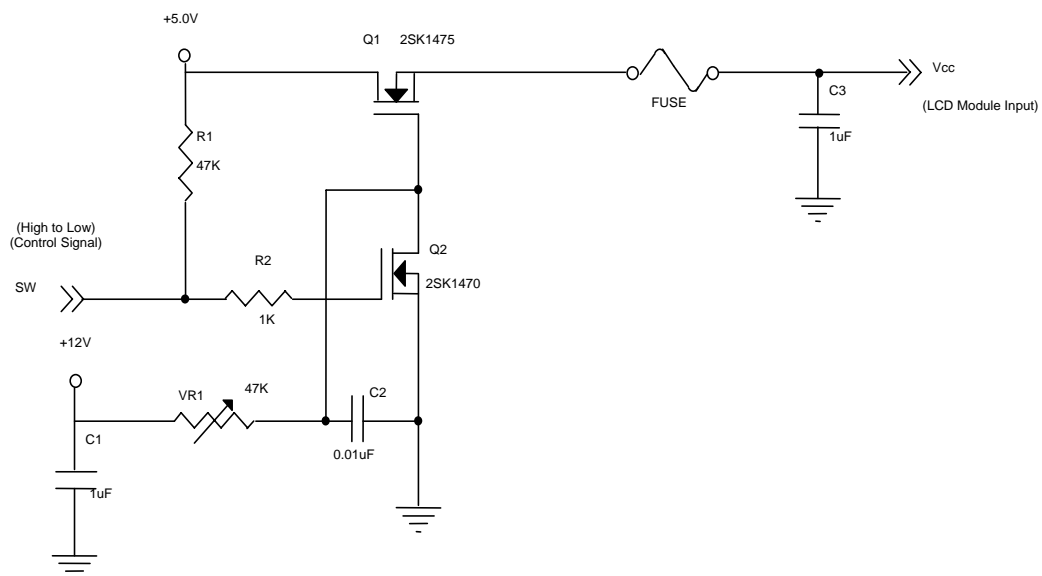 +5.0V
Q1 2SK1475
Vcc
(LCD Module Input)
FUSE
C3
1uF
R1
47K
(High to Low)
(Control Signal)
SW
R2
1K
Q2
2SK1470
+12V
VR1
47K
C2
0.01uF
C1
1uF